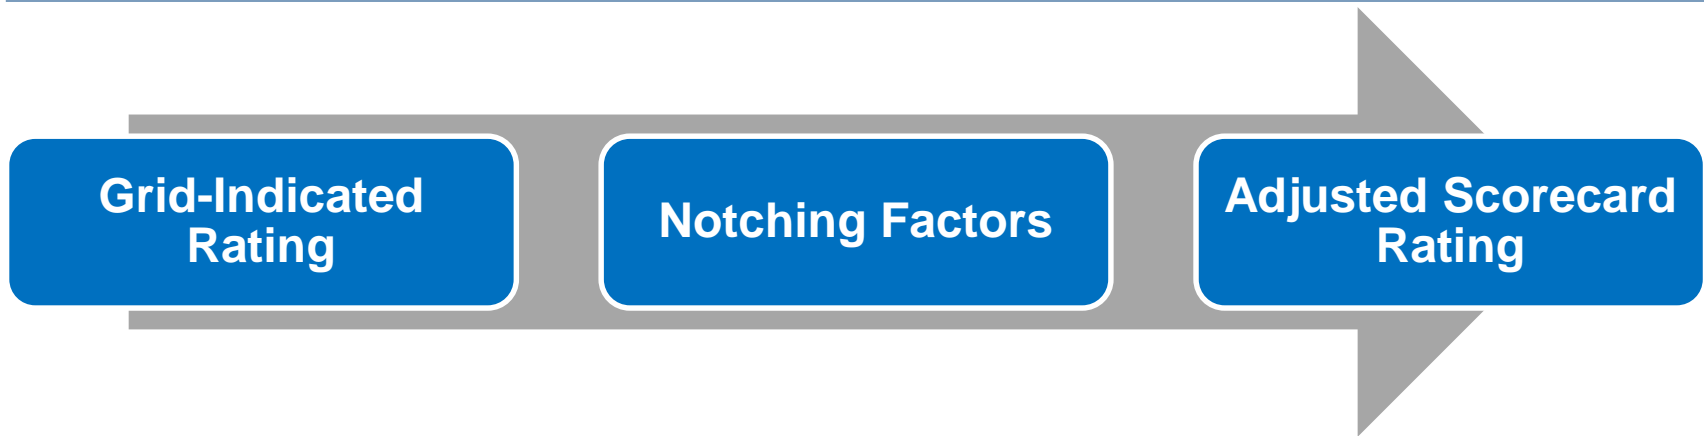 Grid-Indicated
Rating
Notching Factors
Adjusted Scorecard
Rating